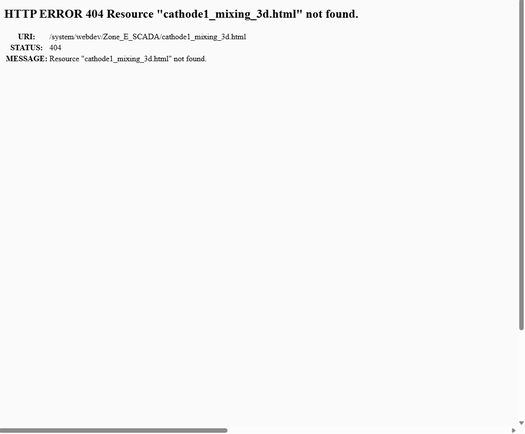 HTTP ERROR 404 Resource "cathode1_mixing_3d.html" not found.
URI: /system/webdev/Zone_E_SCADA/cathode1_mixing_3d.html
STATUS: 404
MESSAGE: Resource "cathode1_mixing_3d.html" not found.